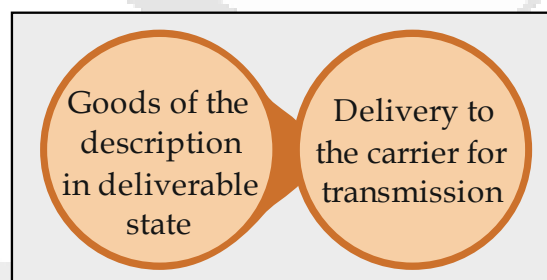 Goods of the
description
in deliverable
state
Delivery to
the carrier for
transmission